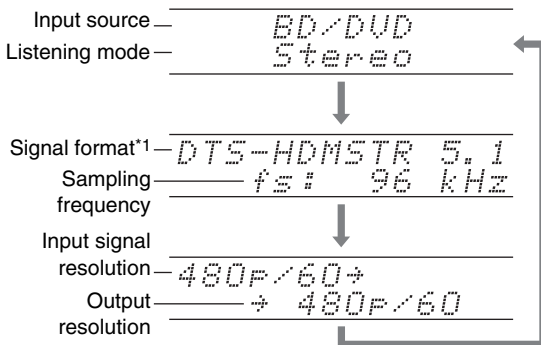 Input source
BD/DVD
Listening mode
Stereo
Signal format*1
DTS-HDMSTR 5.1
Sampling
frequency
fs: 96 kHz
Input signal
resolution
480p/60→
Output
resolution
→ 480p/60